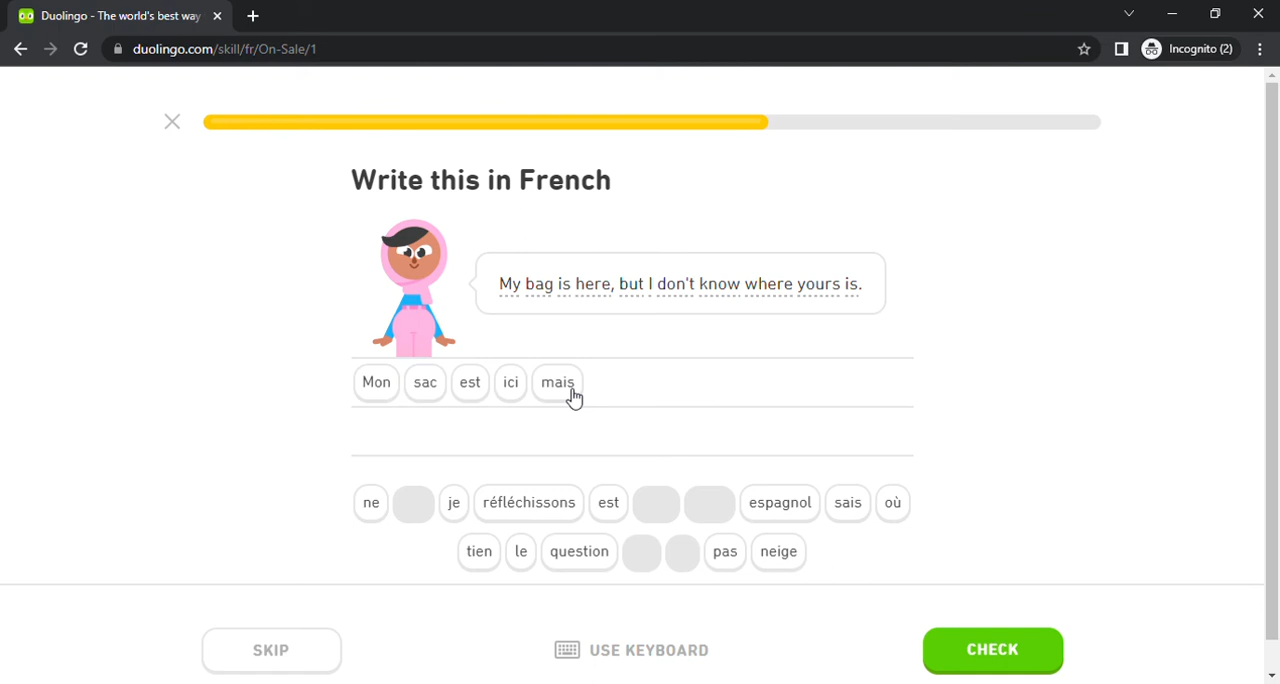 Duolingo - The world's best way
duolingo.com/skill/fr/On-Sale/1
Incognito (2)
Write this in French
My bag is here, but I don't know where yours is.
Mon sac est ici mais
ne je réfléchissons est espagnol sais où
tien le question pas neige
SKIP USE KEYBOARD CHECK